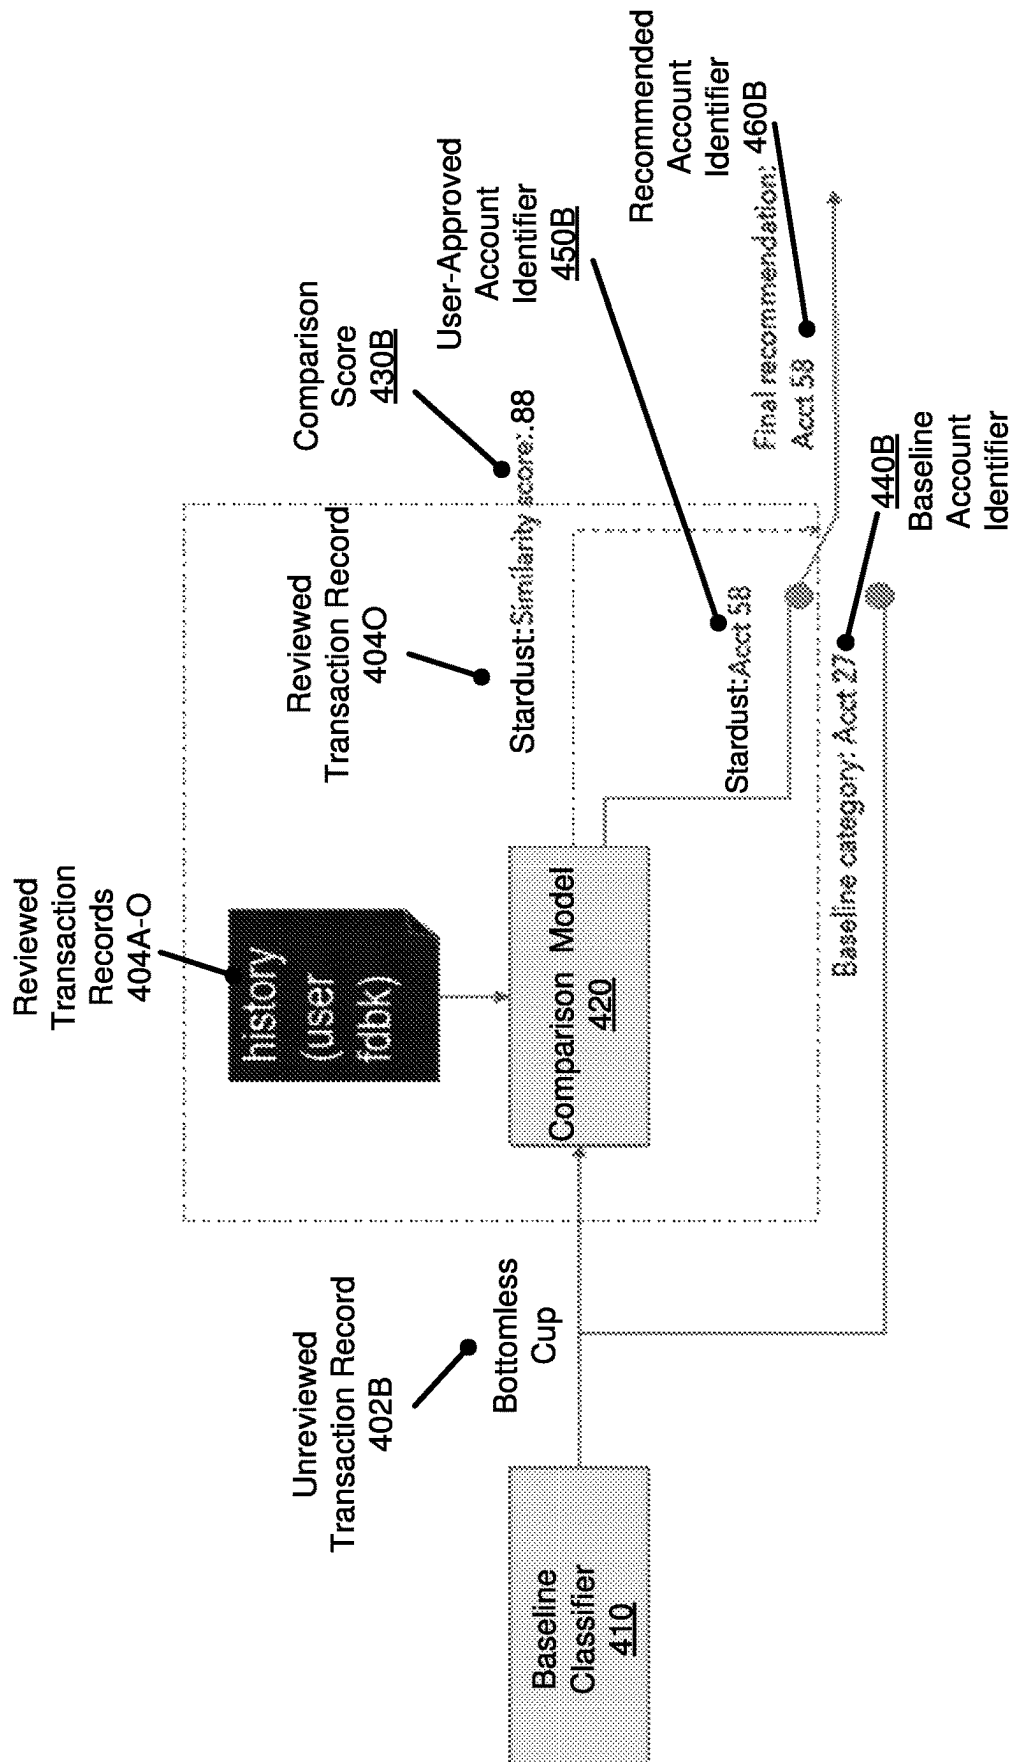 Reviewed
Transaction
Records
404A-O
history
(user
fdbk)
Unreviewed
Transaction Record
402B
Bottomless
Cup
Baseline
Classifier
410
Comparison Model
420
Reviewed
Transaction Record
404O
Stardust:Similarity score:.88
Comparison
Score
430B
User-Approved
Account
Identifier
450B
Stardust:Acct 58
Baseline category: Acct 27
440B
Baseline
Account
Identifier
Final recommendation:
Acct 58
Recommended
Account
Identifier
460B